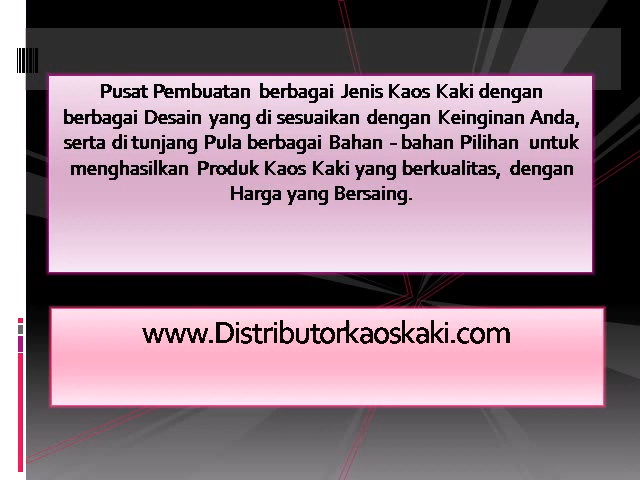 Pusat Pembuatan berbagai Jenis Kaos Kaki dengan
berbagai Desain yang di sesuaikan dengan Keinginan Anda,
serta di tunjang Pula berbagai Bahan - bahan Pilihan untuk
menghasilkan Produk Kaos Kaki yang berkualitas, dengan
Harga yang Bersaing.
www.Distributorkaoskaki.com